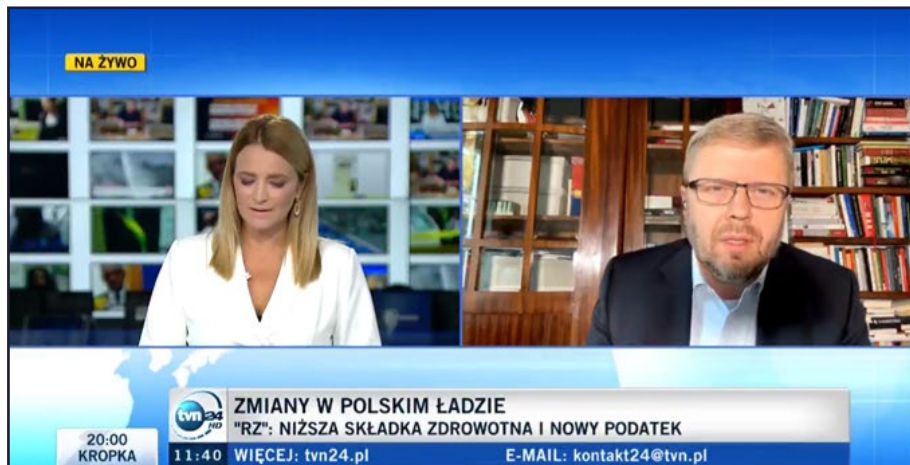 NA ŻYWO
tvn24
HD
ZMIANY W POLSKIM ŁADZIE
"RZ": NIŻSZA SKŁADKA ZDROWOTNA I NOWY PODATEK
20:00
KROPKA
11:40 WIĘCEJ: tvn24.pl E-MAIL: kontakt24@tvn.pl